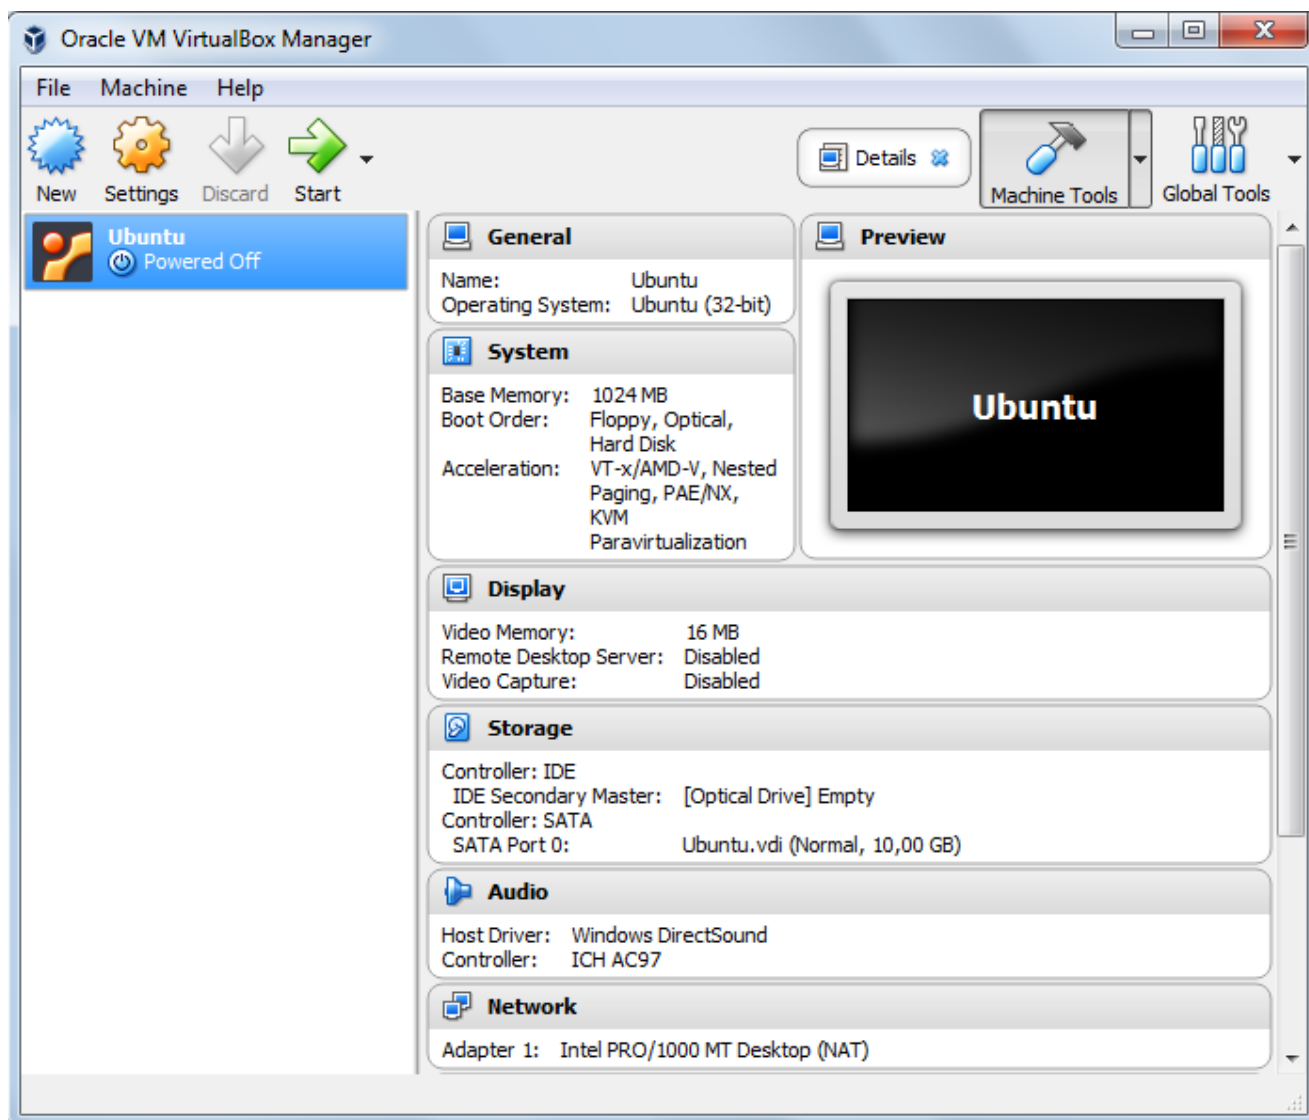 Oracle VM VirtualBox Manager
File Machine Help
New Settings Discard Start
Details
Machine Tools
Global Tools
Ubuntu
Powered Off
General
Name: Ubuntu
Operating System: Ubuntu (32-bit)
System
Base Memory: 1024 MB
Boot Order: Floppy, Optical,
Hard Disk
Acceleration: VT-x/AMD-V, Nested
Paging, PAE/NX,
KVM
Paravirtualization
Preview
Ubuntu
Display
Video Memory: 16 MB
Remote Desktop Server: Disabled
Video Capture: Disabled
Storage
Controller: IDE
IDE Secondary Master: [Optical Drive] Empty
Controller: SATA
SATA Port 0: Ubuntu.vdi (Normal, 10,00 GB)
Audio
Host Driver: Windows DirectSound
Controller: ICH AC97
Network
Adapter 1: Intel PRO/1000 MT Desktop (NAT)